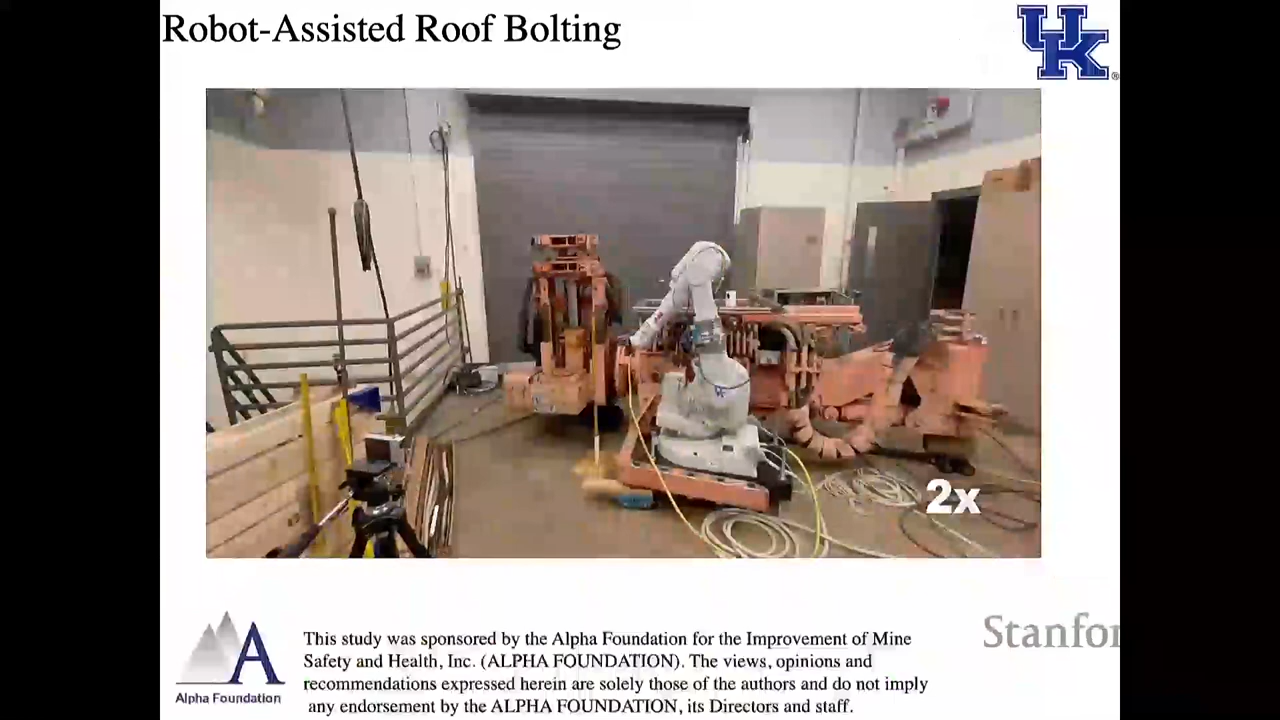 Robot-Assisted Roof Bolting
UK
®
2x
A
Alpha Foundation
This study was sponsored by the Alpha Foundation for the Improvement of Mine
Safety and Health, Inc. (ALPHA FOUNDATION). The views, opinions and
recommendations expressed herein are solely those of the authors and do not imply
any endorsement by the ALPHA FOUNDATION, its Directors and staff.
Stanfor